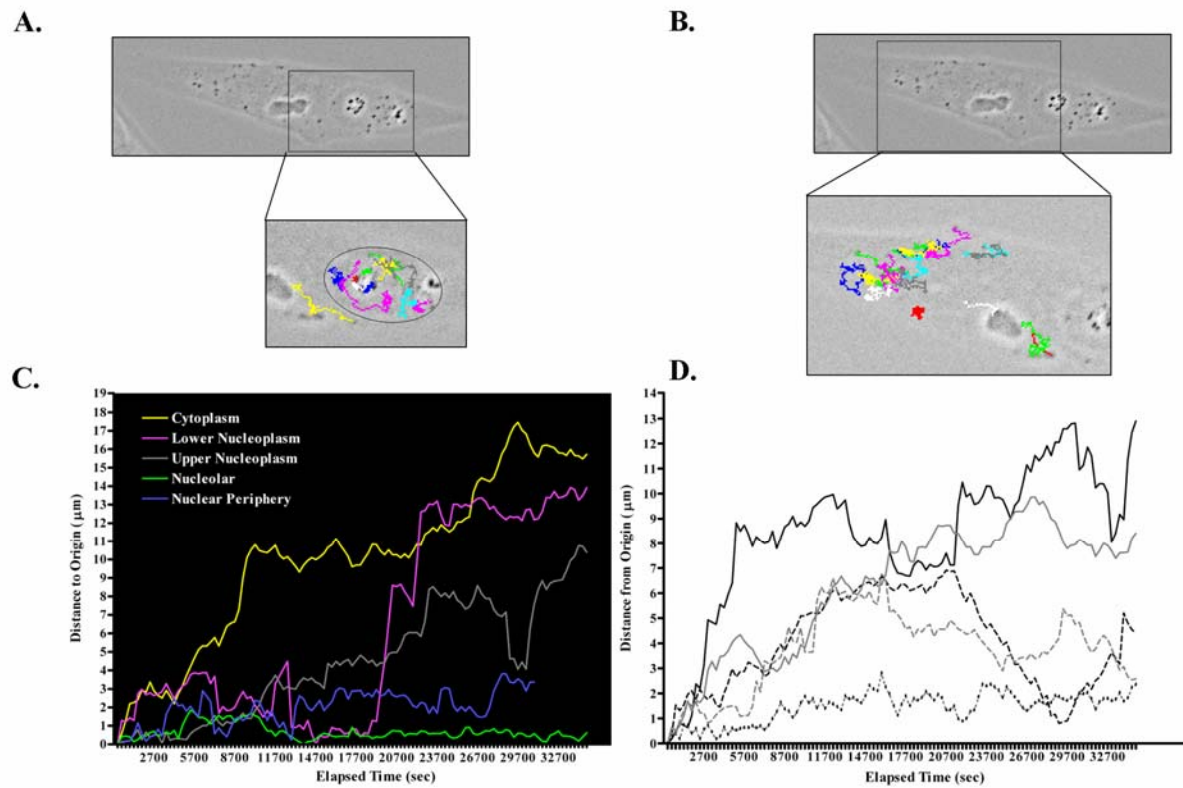 A.
B.
C.
D.
19
18
17
16
15
14
13
12
11
10
9
8
7
6
5
4
3
2
1
0
Distance to Origin ( μm)
Cytoplasm
Lower Nucleoplasm
Upper Nucleoplasm
Nucleolar
Nuclear Periphery
2700 5700 8700 11700 14700 17700 20700 23700 26700 29700 32700
Elapsed Time (sec)
14
13
12
11
10
9
8
7
6
5
4
3
2
1
0
Distance from Origin ( μm)
2700 5700 8700 11700 14700 17700 20700 23700 26700 29700 32700
Elapsed Time (sec)